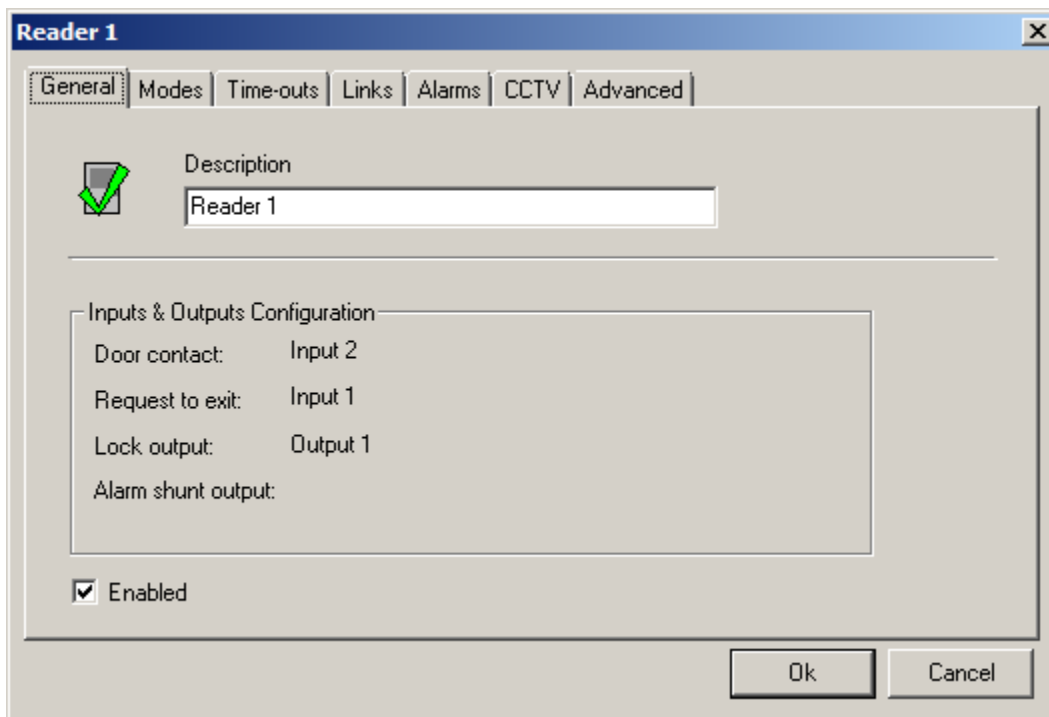 Reader 1
General Modes Time-outs Links Alarms CCTV Advanced
Description
Reader 1
Inputs & Outputs Configuration
Door contact: Input 2
Request to exit: Input 1
Lock output: Output 1
Alarm shunt output:
Enabled
Ok Cancel